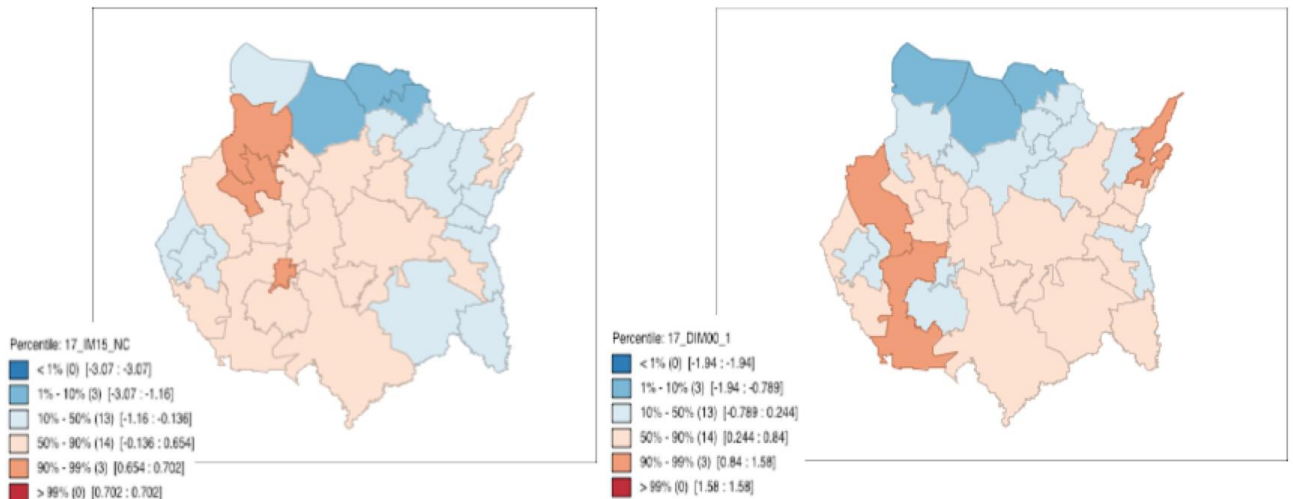 Percentile: 17_IM15_NC
< 1% (0) [-3.07 : -3.07]
1% - 10% (3) [-3.07 : -1.16]
10% - 50% (13) [-1.16 : -0.136]
50% - 90% (14) [-0.136 : 0.654]
90% - 99% (3) [0.654 : 0.702]
> 99% (0) [0.702 : 0.702]
Percentile: 17_DIM00_1
< 1% (0) [-1.94 : -1.94]
1% - 10% (3) [-1.94 : -0.789]
10% - 50% (13) [-0.789 : 0.244]
50% - 90% (14) [0.244 : 0.84]
90% - 99% (3) [0.84 : 1.58]
> 99% (0) [1.58 : 1.58]